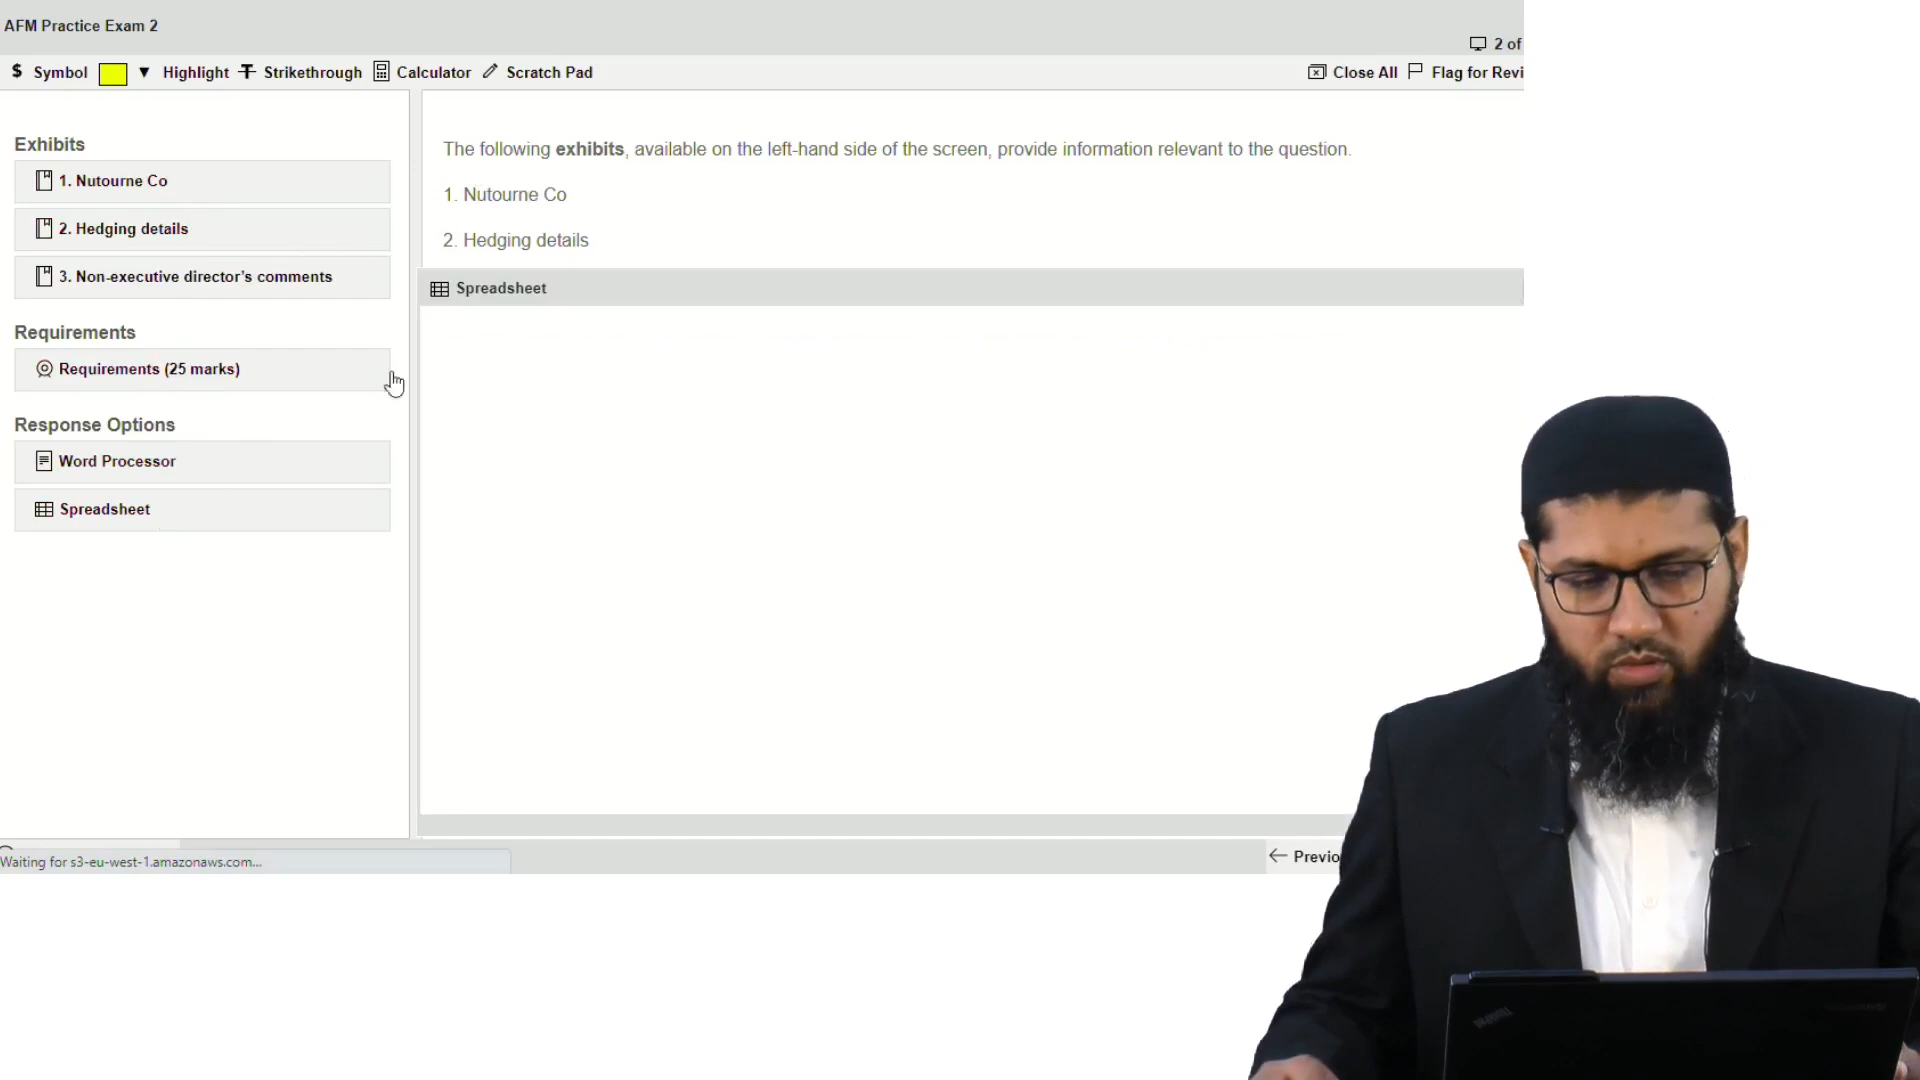 AFM Practice Exam 2
2 of
$ Symbol ▼ Highlight Strikethrough Calculator Scratch Pad Close All Flag for Revi
Exhibits
1. Nutourne Co
2. Hedging details
3. Non-executive director's comments
Requirements
Requirements (25 marks)
Response Options
Word Processor
Spreadsheet
The following exhibits, available on the left-hand side of the screen, provide information relevant to the question.
1. Nutourne Co
2. Hedging details
Spreadsheet
Waiting for s3-eu-west-1.amazonaws.com...
← Previo
ThinkPad